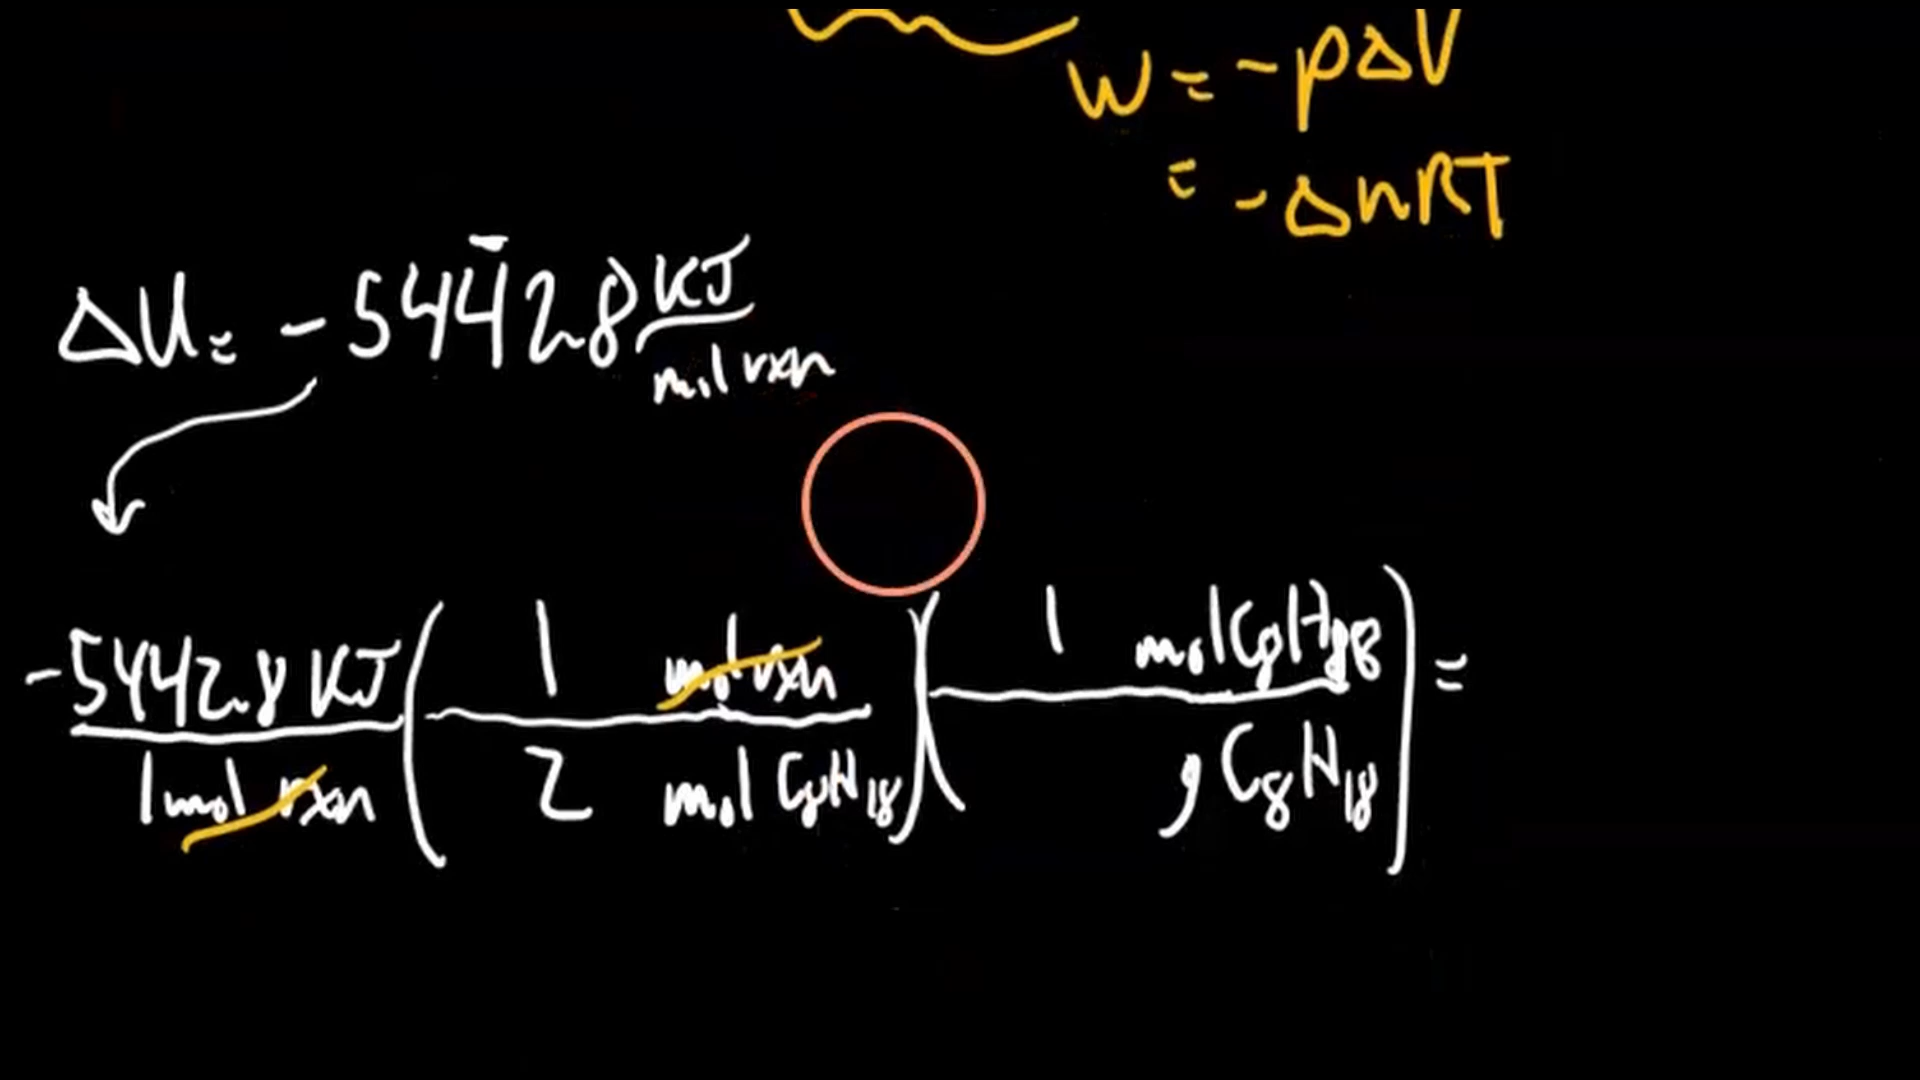 W = -pΔV
= -ΔnRT
ΔU = -5442.8 KJ/mol rxn
-5442.8 KJ/1 mol rxn (1 mol rxn/2 mol C8H18)(1 mol C8H18/g C8H18) =